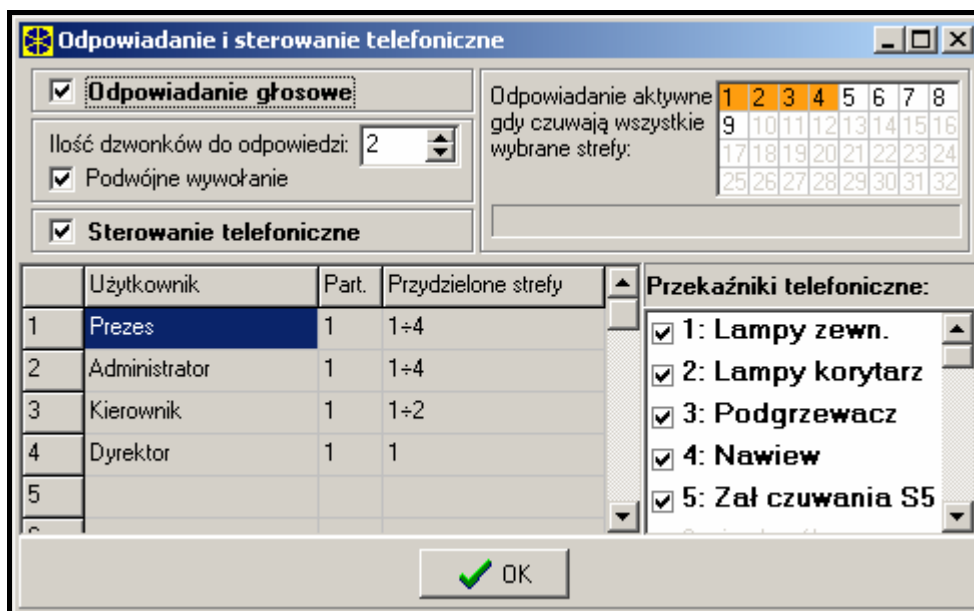 Odpowiadanie i sterowanie telefoniczne
Odpowiadanie głosowe
Ilość dzwonków do odpowiedzi: 2
Podwójne wywołanie
Sterowanie telefoniczne
Odpowiadanie aktywne
gdy czuwają wszystkie
wybrane strefy:
1 2 3 4 5 6 7 8
9 10 11 12 13 14 15 16
17 18 19 20 21 22 23 24
25 26 27 28 29 30 31 32
Użytkownik Part. Przydzielone strefy
1 Prezes 1 1÷4
2 Administrator 1 1÷4
3 Kierownik 1 1÷2
4 Dyrektor 1 1
5
Przekaźniki telefoniczne:
1: Lampy zewn.
2: Lampy korytarz
3: Podgrzewacz
4: Nawiew
5: Zał czuwania S5
OK